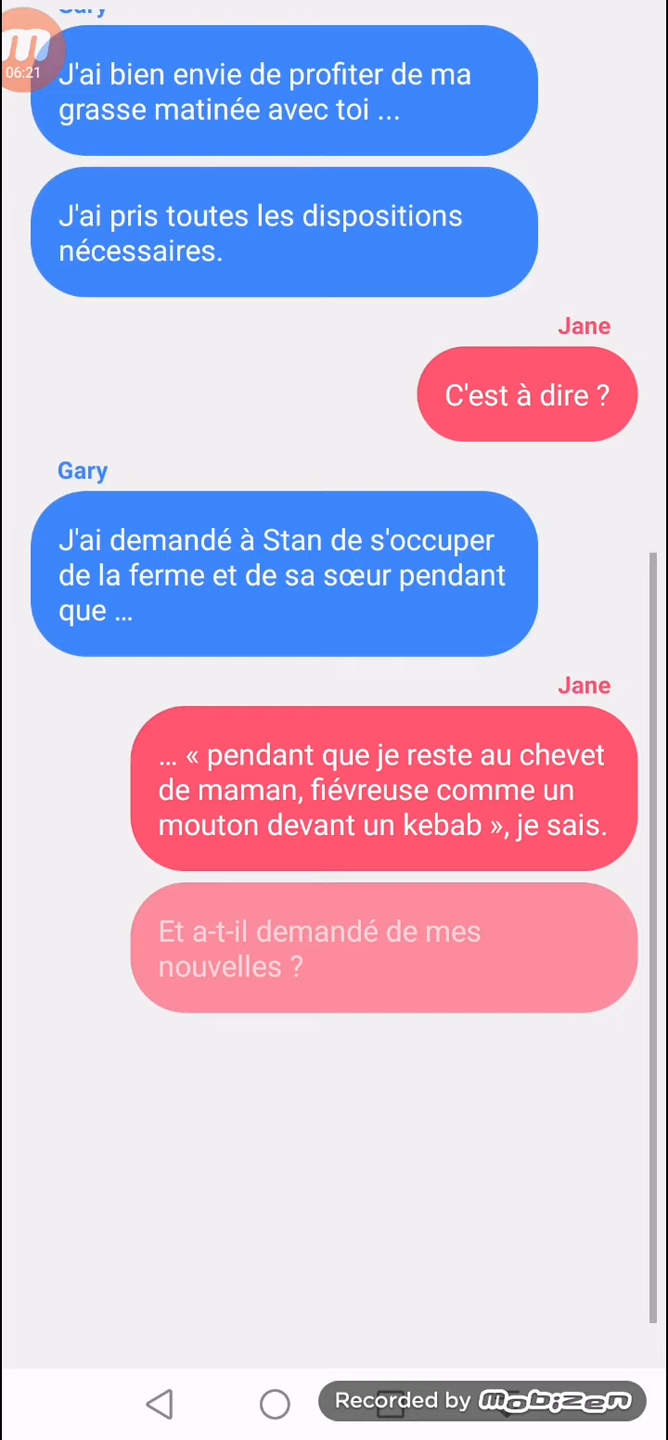 Gary
06:21
J'ai bien envie de profiter de ma
grasse matinée avec toi ...
J'ai pris toutes les dispositions
nécessaires.
Jane
C'est à dire ?
Gary
J'ai demandé à Stan de s'occuper
de la ferme et de sa sœur pendant
que ...
Jane
... « pendant que je reste au chevet
de maman, fiévreuse comme un
mouton devant un kebab », je sais.
Et a-t-il demandé de mes
nouvelles ?
Recorded by mobizen